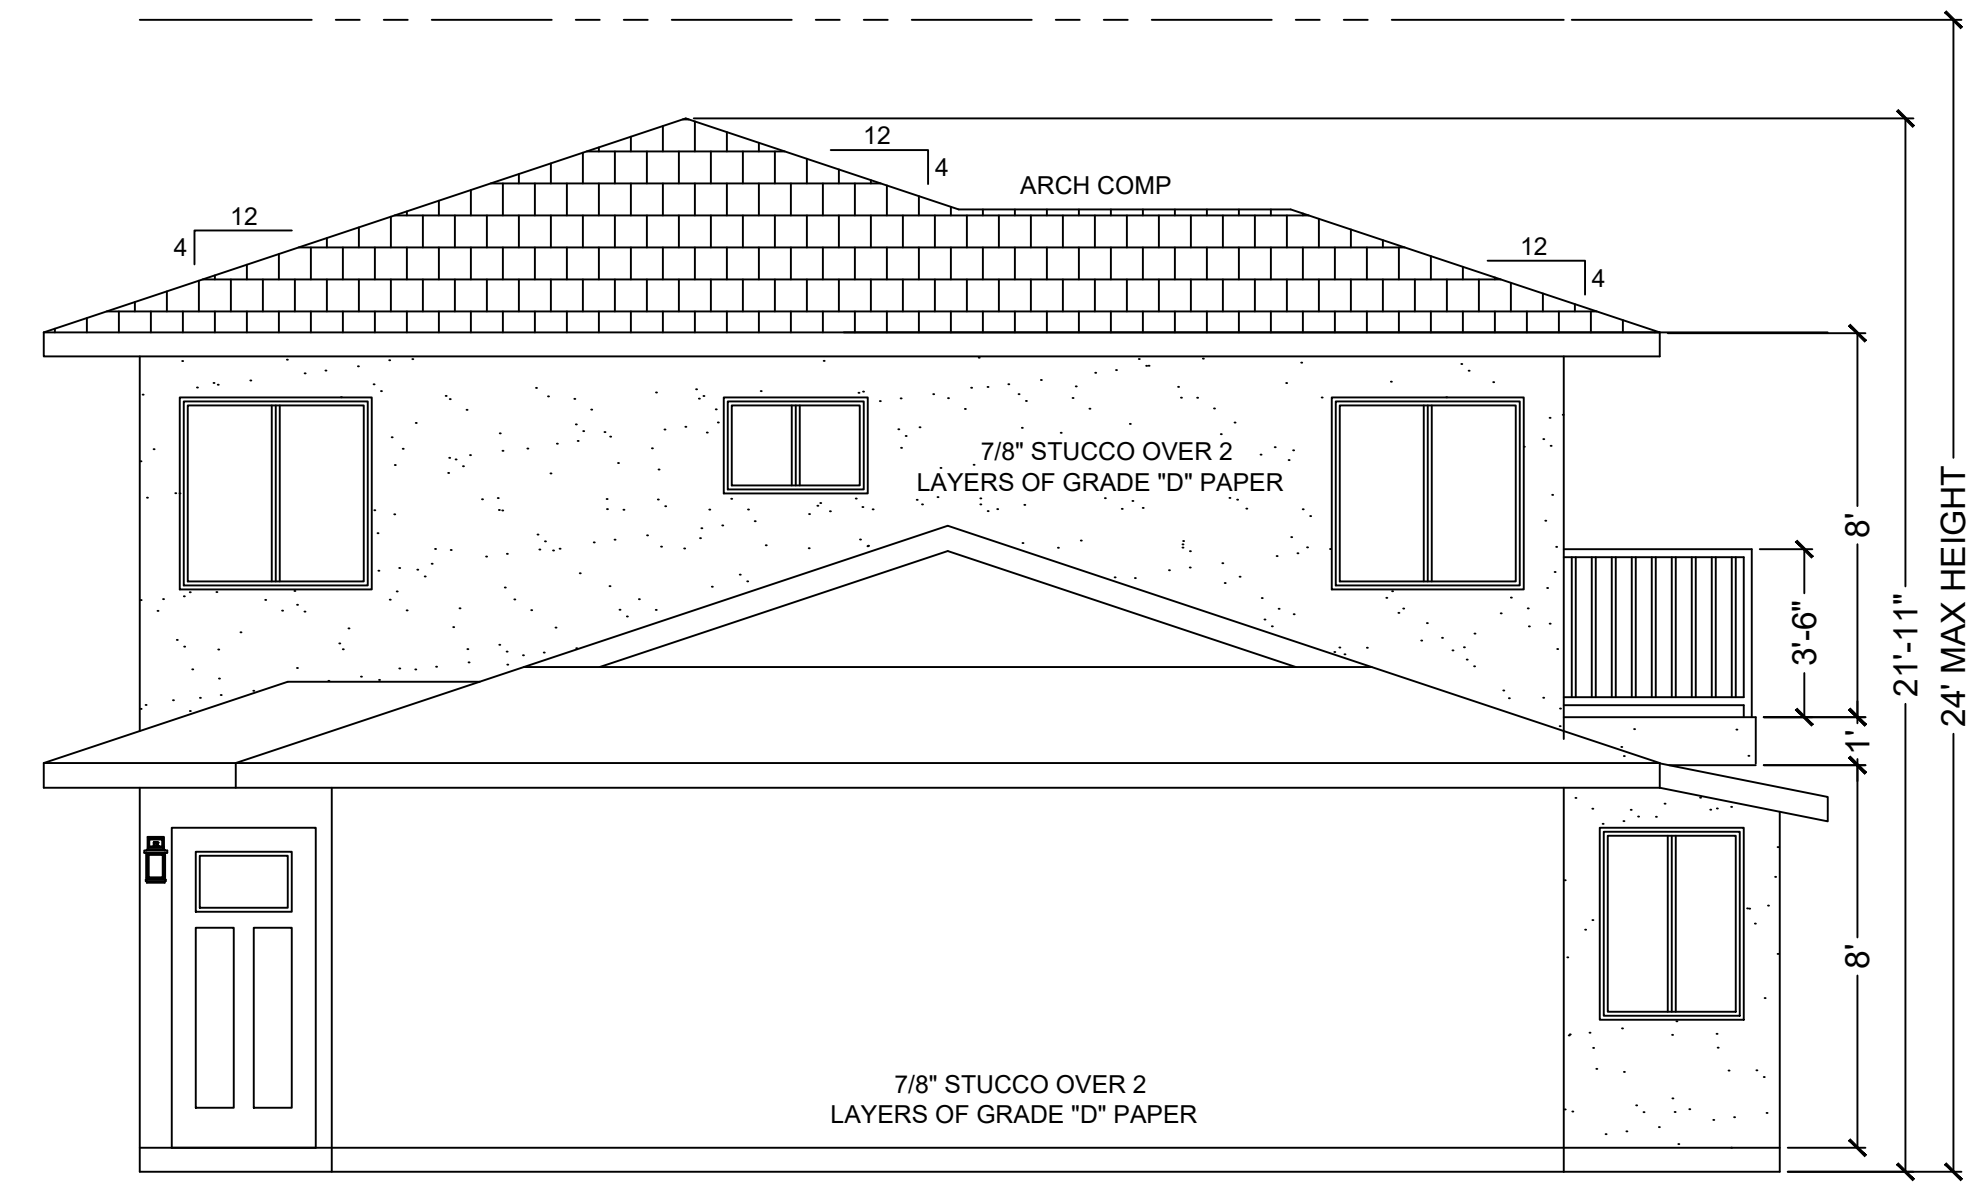 12
4
ARCH COMP
12
4
12
4
7/8" STUCCO OVER 2
LAYERS OF GRADE "D" PAPER
8'
3'-6"
21'-11"
24' MAX HEIGHT
1'
8'
7/8" STUCCO OVER 2
LAYERS OF GRADE "D" PAPER